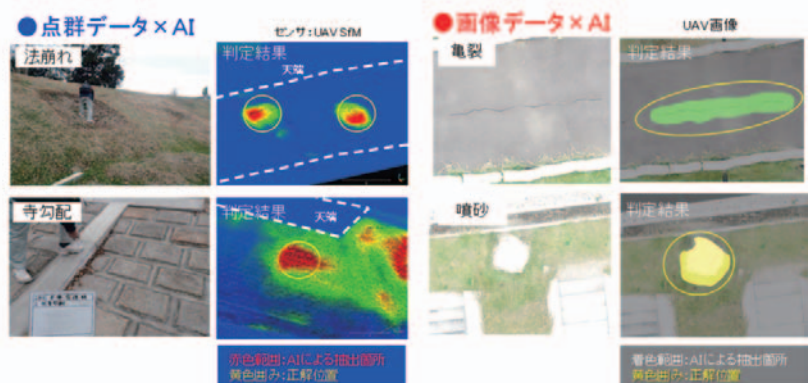 ●点群データ×AI
センサ:UAV SfM
法崩れ
判定結果
天端
寺勾配
判定結果
天端
赤色範囲:AIによる抽出箇所
黄色囲み:正解位置
●画像データ×AI
UAV画像
亀裂
判定結果
噴砂
判定結果
着色範囲:AIによる抽出箇所
黄色囲み:正解位置